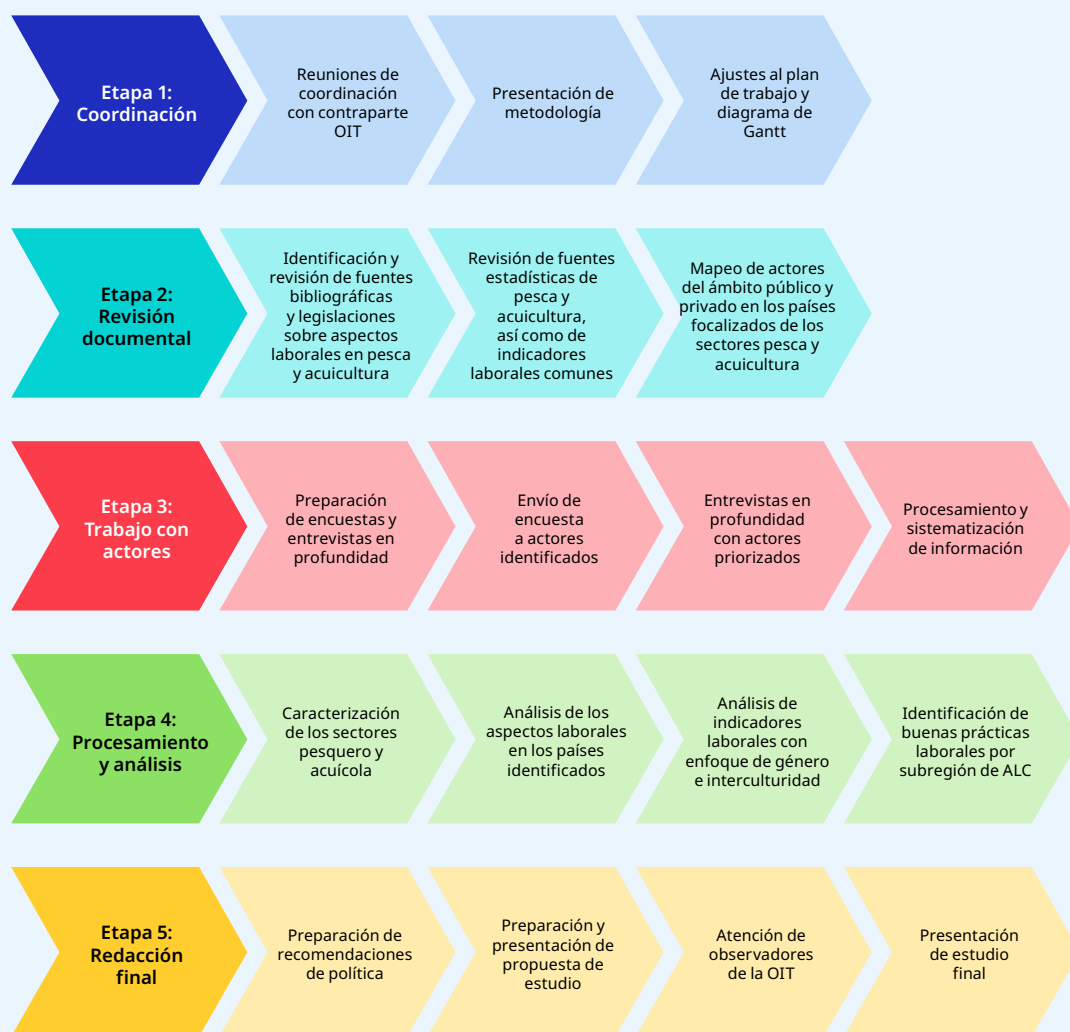 Etapa 1:
Coordinación
Reuniones de
coordinación
con contraparte
OIT
Presentación de
metodología
Ajustes al plan
de trabajo y
diagrama de
Gantt
Etapa 2:
Revisión
documental
Identificación y
revisión de fuentes
bibliográficas
y legislaciones
sobre aspectos
laborales en pesca
y acuicultura
Revisión de fuentes
estadísticas de
pesca y
acuicultura,
así como de
indicadores
laborales comunes
Mapeo de actores
del ámbito público y
privado en los países
focalizados de los
sectores pesca y
acuicultura
Etapa 3:
Trabajo con
actores
Preparación
de encuestas y
entrevistas en
profundidad
Envío de
encuesta
a actores
identificados
Entrevistas en
profundidad
con actores
priorizados
Procesamiento y
sistematización
de información
Etapa 4:
Procesamiento
y análisis
Caracterización
de los sectores
pesquero y
acuícola
Análisis de los
aspectos laborales
en los países
identificados
Análisis de
indicadores
laborales con
enfoque de género
e interculturidad
Identificación de
buenas prácticas
laborales por
subregión de ALC
Etapa 5:
Redacción
final
Preparación de
recomendaciones
de política
Preparación y
presentación de
propuesta de
estudio
Atención de
observadores
de la OIT
Presentación
de estudio
final